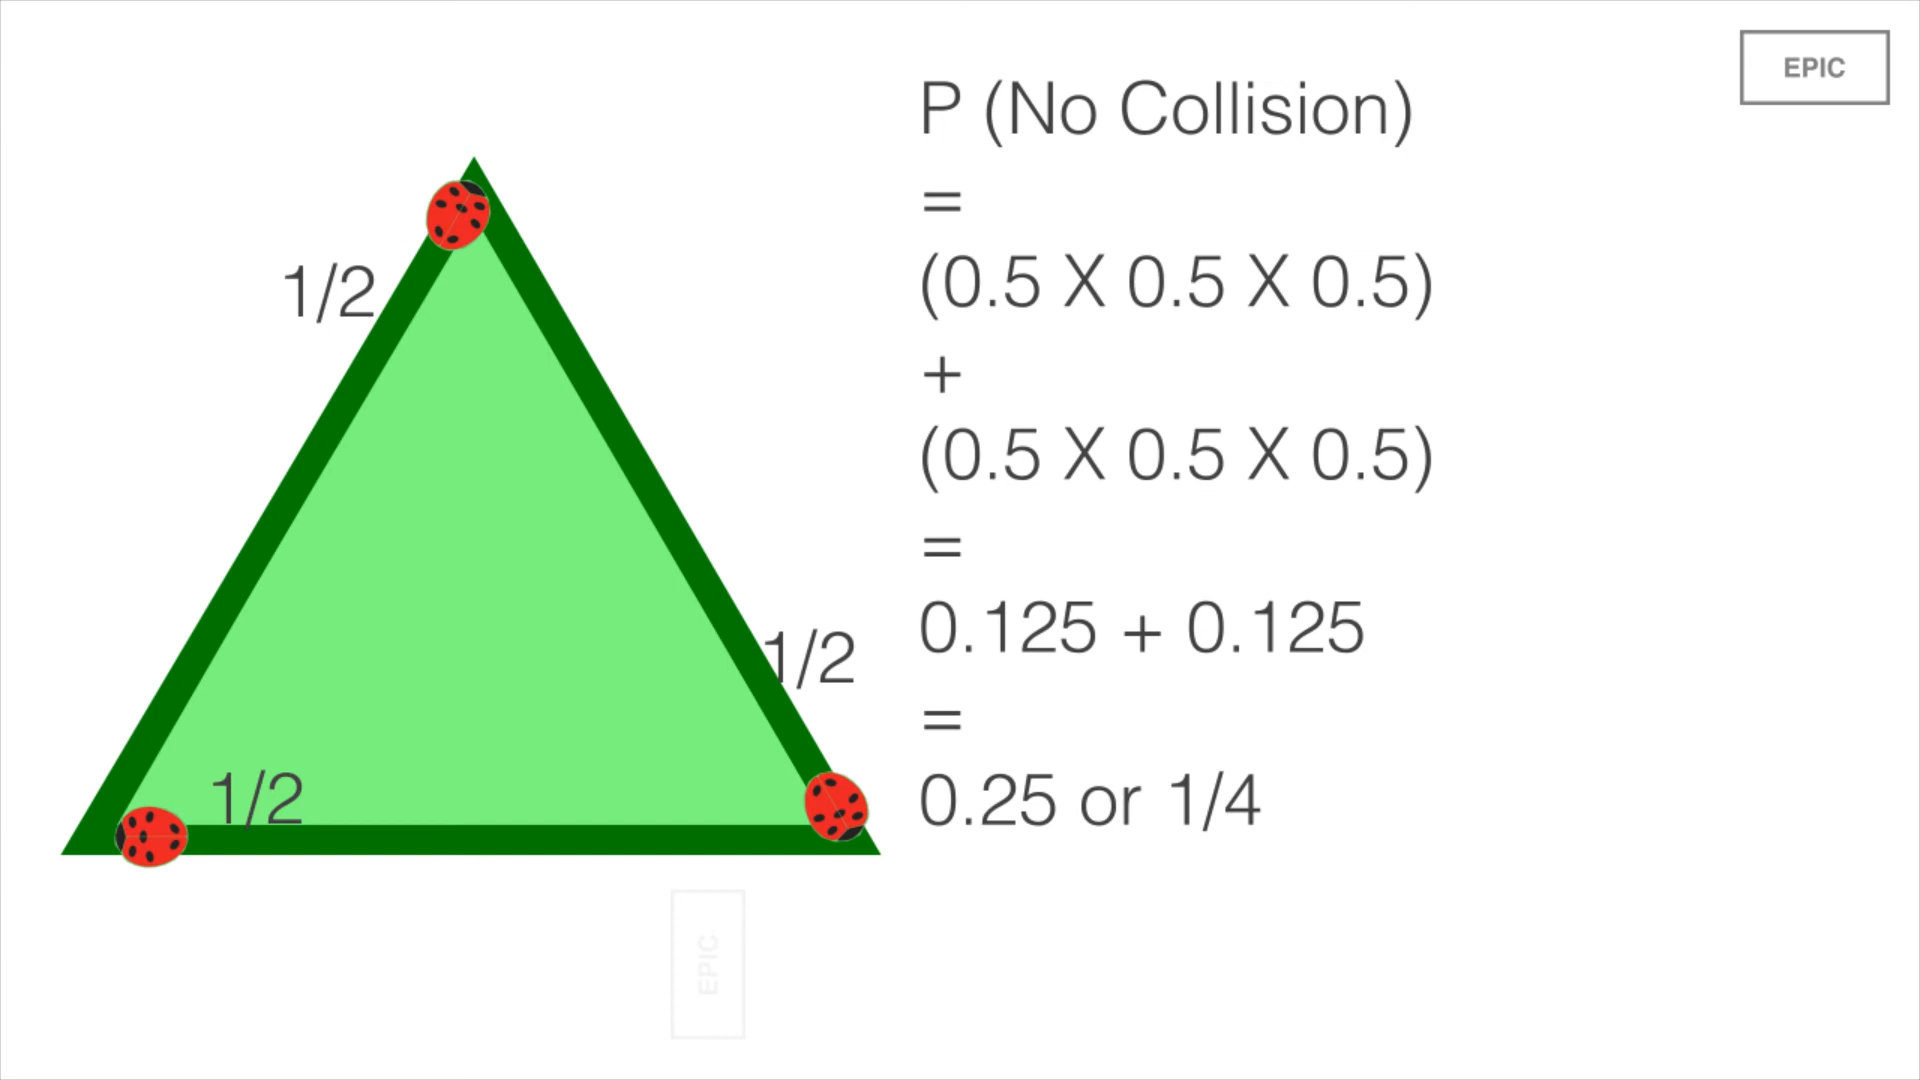 EPIC
P (No Collision)
=
(0.5 X 0.5 X 0.5)
+
(0.5 X 0.5 X 0.5)
=
0.125 + 0.125
=
0.25 or 1/4
1/2
1/2
1/2
EPIC